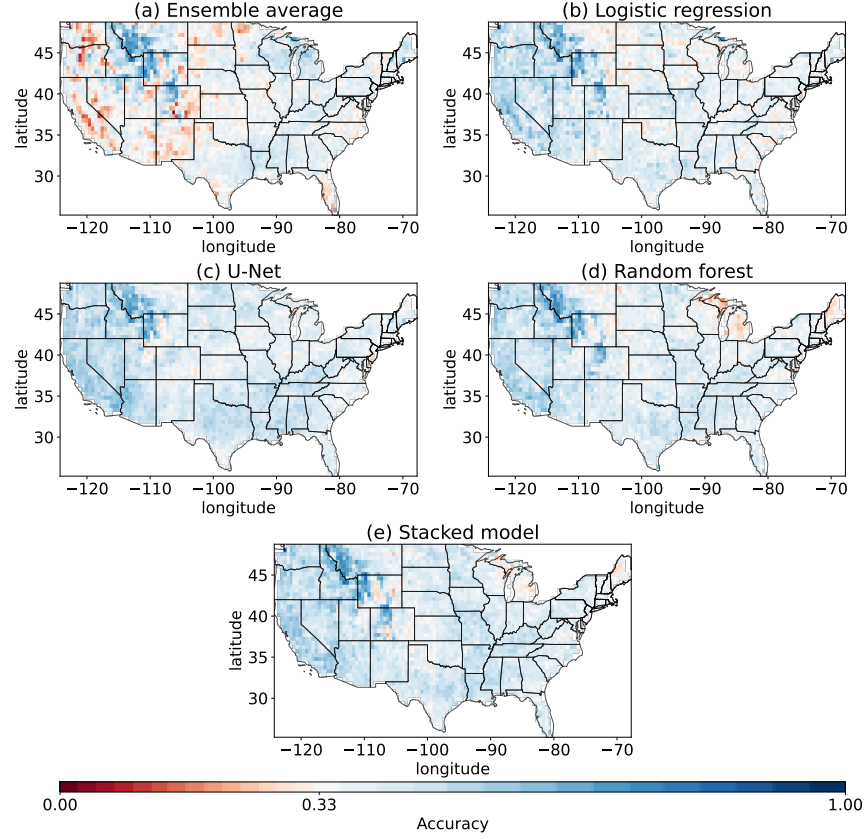 (a) Ensemble average
(b) Logistic regression
45
40
35
30
latitude
−120 −110 −100 −90 −80 −70
longitude
45
40
35
30
latitude
−120 −110 −100 −90 −80 −70
longitude
(c) U-Net
(d) Random forest
45
40
35
30
latitude
−120 −110 −100 −90 −80 −70
longitude
45
40
35
30
latitude
−120 −110 −100 −90 −80 −70
longitude
(e) Stacked model
45
40
35
30
latitude
−120 −110 −100 −90 −80 −70
longitude
0.00 0.33 1.00
Accuracy